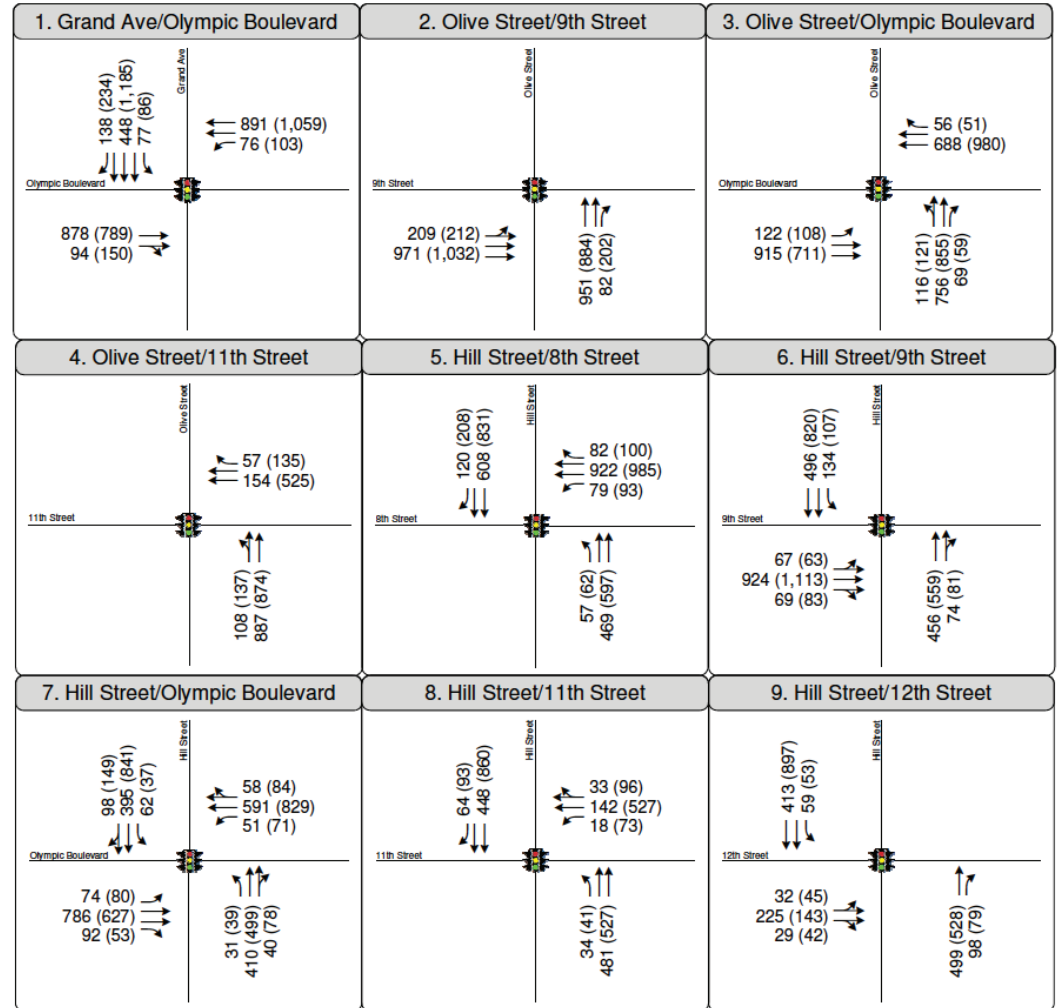 1. Grand Ave/Olympic Boulevard
Grand Ave
138 (234)
448 (1,185)
77 (86)
891 (1,059)
76 (103)
Olympic Boulevard
878 (789)
94 (150)
2. Olive Street/9th Street
Olive Street
9th Street
209 (212)
971 (1,032)
951 (884)
82 (202)
3. Olive Street/Olympic Boulevard
Olive Street
56 (51)
688 (980)
Olympic Boulevard
122 (108)
915 (711)
116 (121)
756 (855)
69 (59)
4. Olive Street/11th Street
Olive Street
57 (135)
154 (525)
11th Street
108 (137)
887 (874)
5. Hill Street/8th Street
Hill Street
120 (208)
608 (831)
82 (100)
922 (985)
79 (93)
8th Street
57 (62)
469 (597)
6. Hill Street/9th Street
Hill Street
496 (820)
134 (107)
9th Street
67 (63)
924 (1,113)
69 (83)
456 (559)
74 (81)
7. Hill Street/Olympic Boulevard
Hill Street
98 (149)
395 (841)
62 (37)
58 (84)
591 (829)
51 (71)
Olympic Boulevard
74 (80)
786 (627)
92 (53)
31 (39)
410 (499)
40 (78)
8. Hill Street/11th Street
Hill Street
64 (93)
448 (860)
33 (96)
142 (527)
18 (73)
11th Street
34 (41)
481 (527)
9. Hill Street/12th Street
Hill Street
413 (897)
59 (53)
12th Street
32 (45)
225 (143)
29 (42)
499 (528)
98 (79)